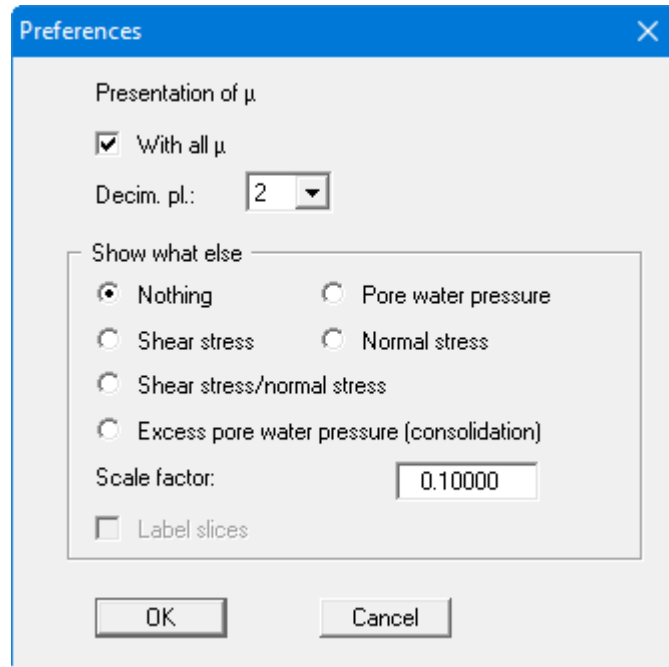 Preferences
Presentation of µ
With all µ
Decim. pl.: 2
Show what else
Nothing Pore water pressure
Shear stress Normal stress
Shear stress/normal stress
Excess pore water pressure (consolidation)
Scale factor: 0.10000
Label slices
OK Cancel